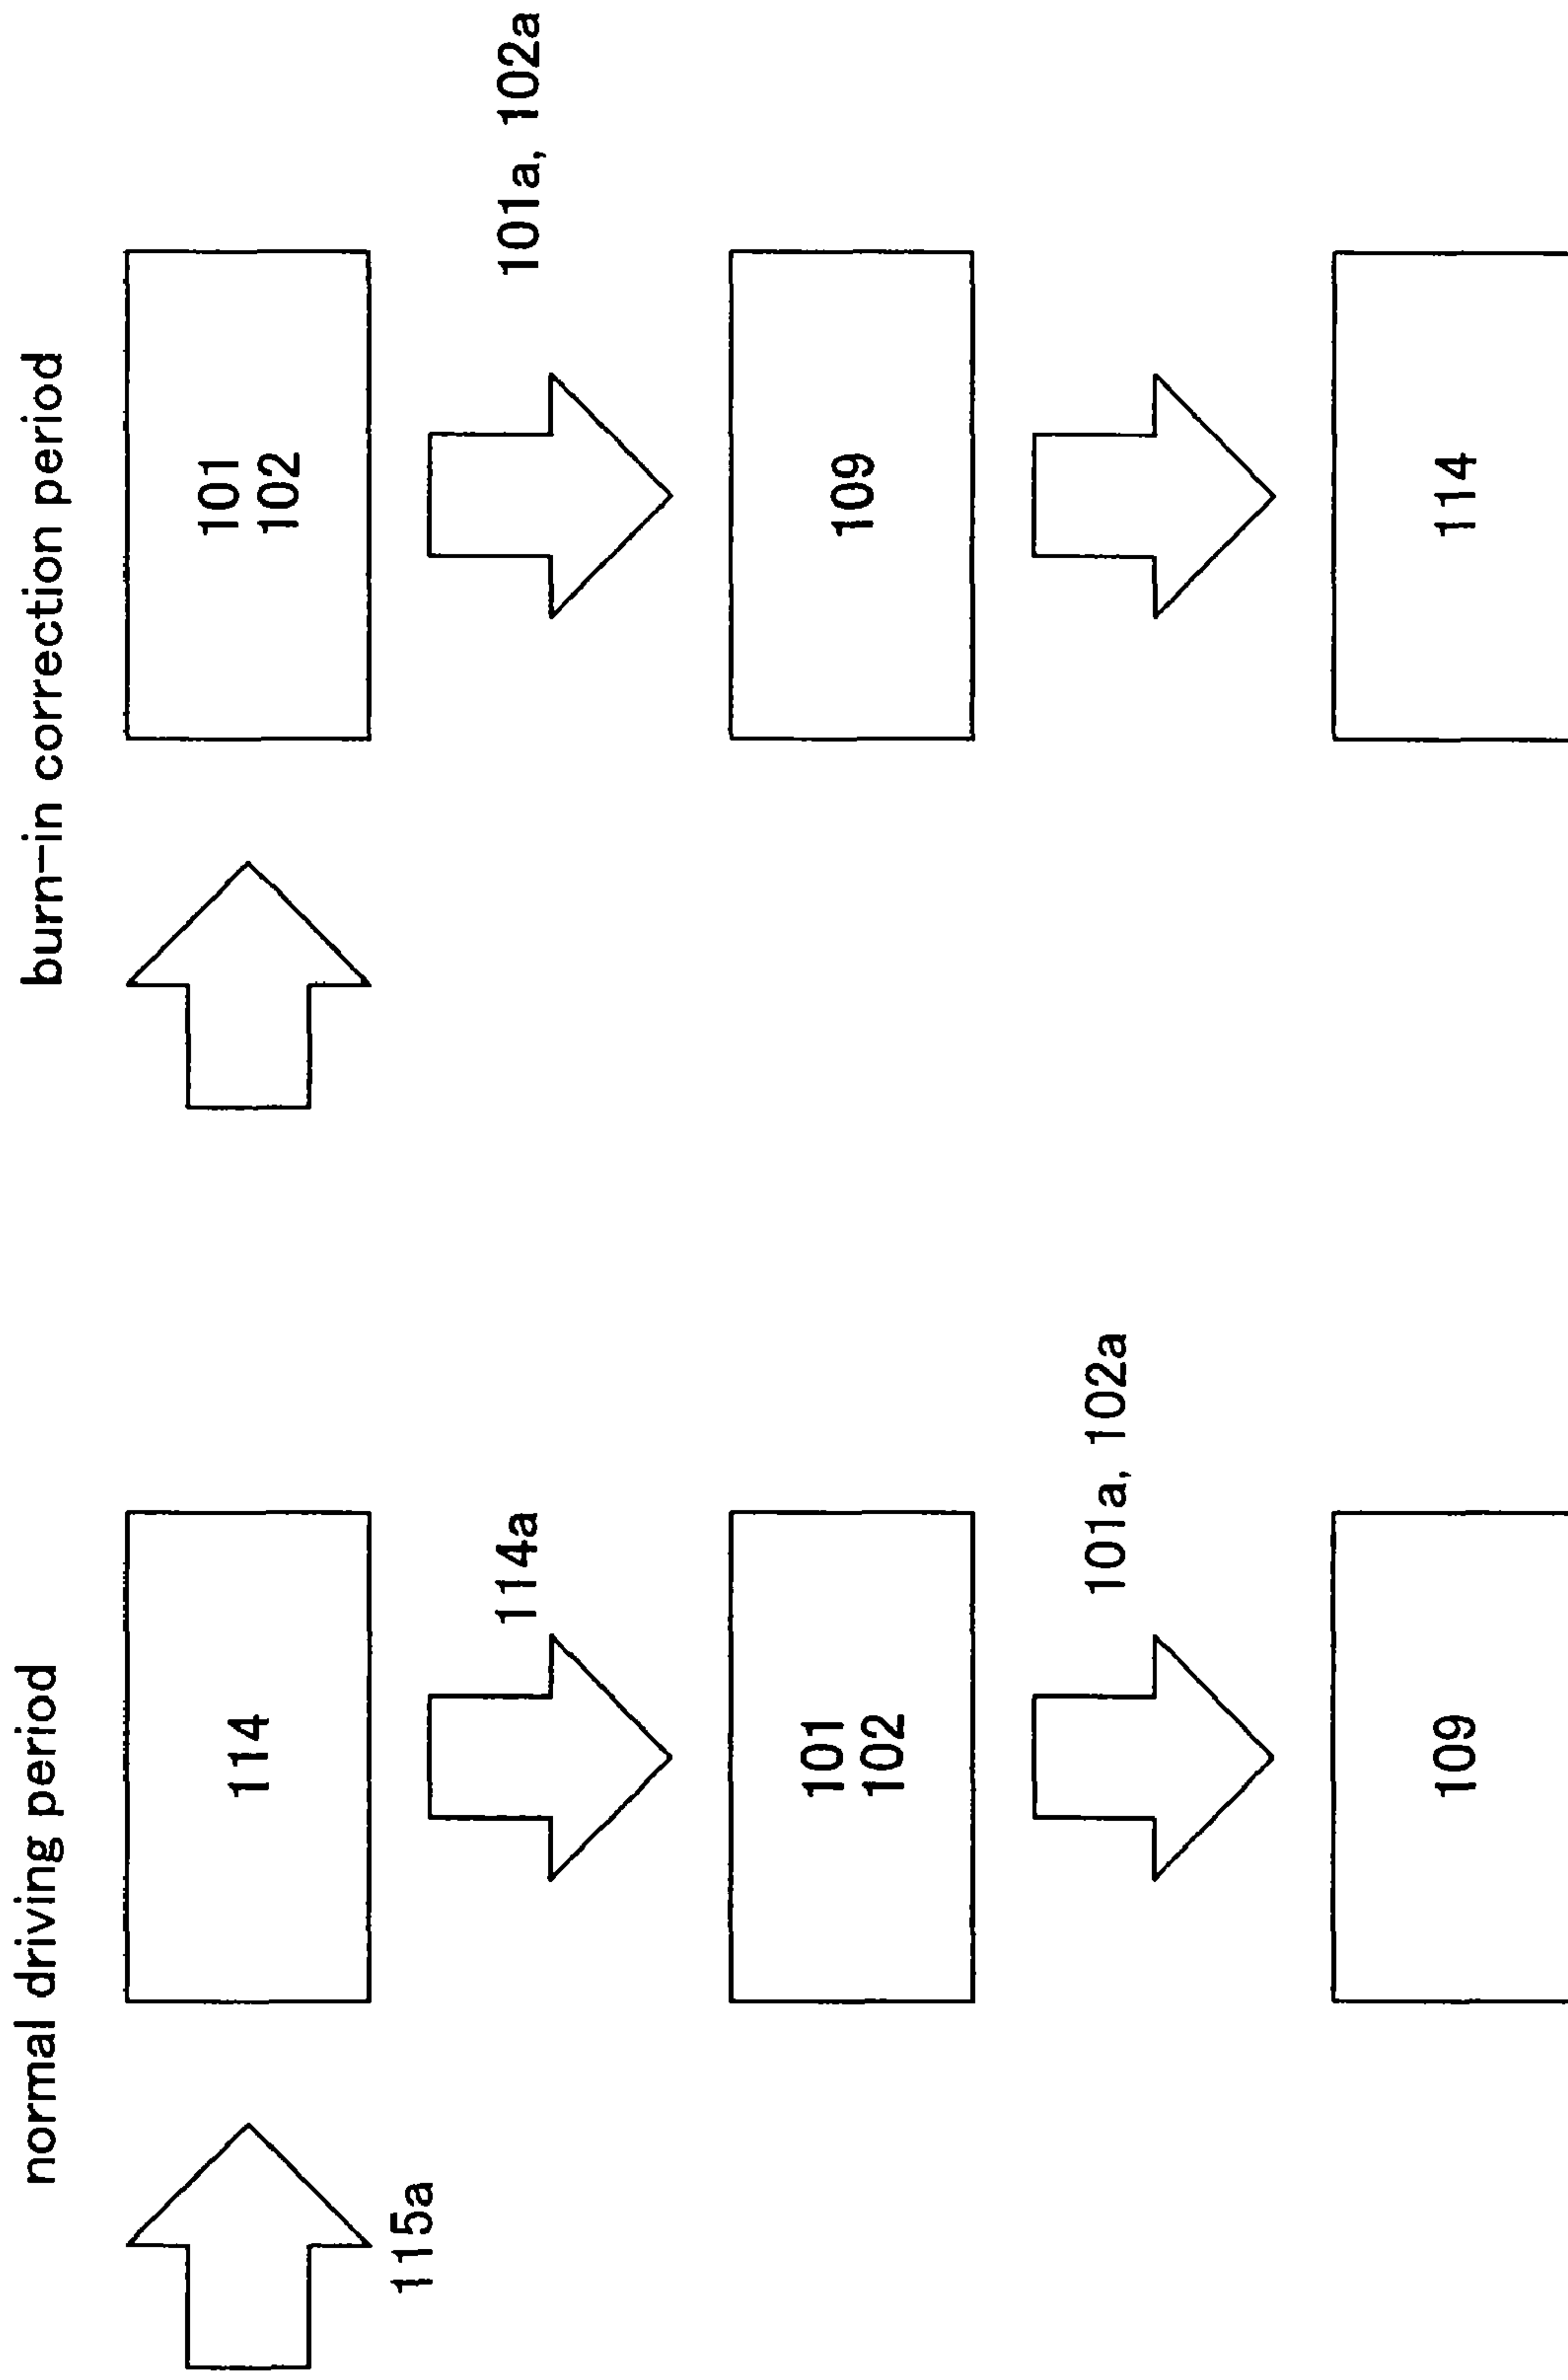 normal driving period
115a
114
114a
101
102
101a, 102a
109
burn-in correction period
101
102
101a, 102a
109
114